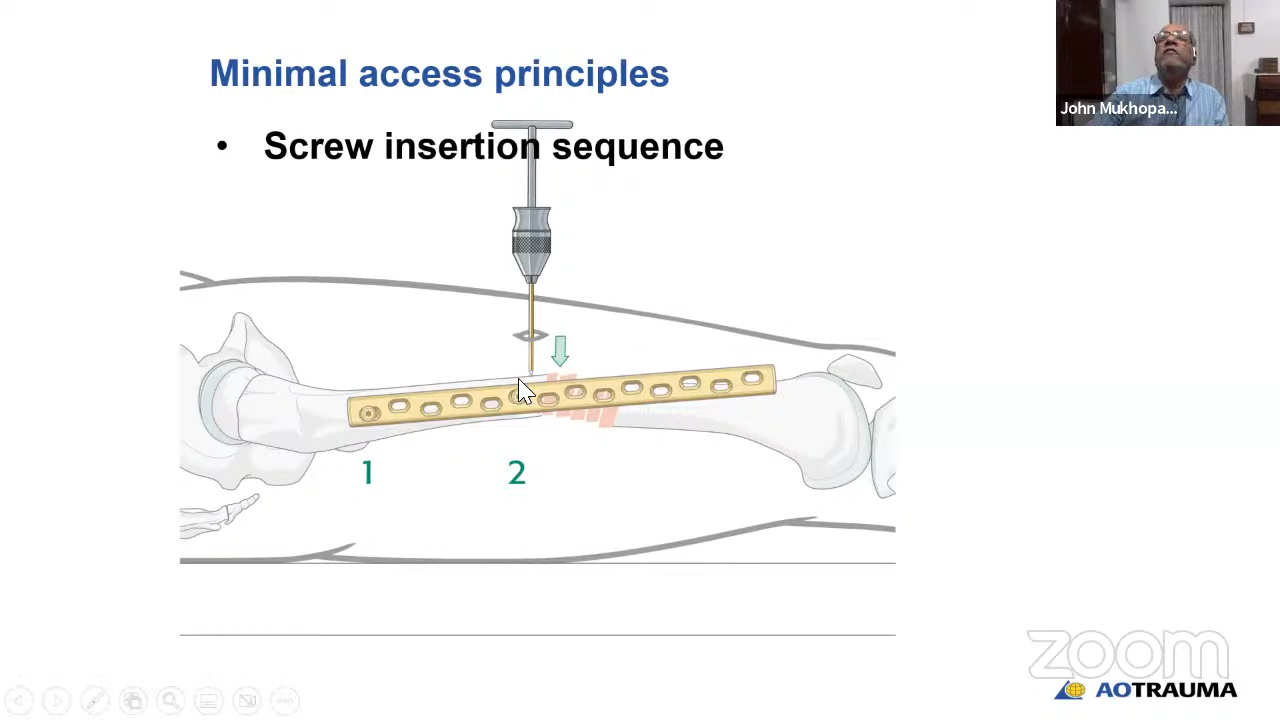 Minimal access principles
John Mukhopa...
• Screw insertion sequence
1
2
zoom
AOTRAUMA